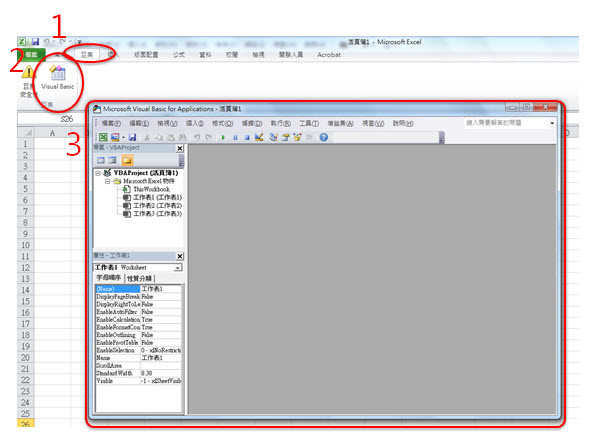 1
活頁簿1 - Microsoft Excel
2
巨集
版面配置
公式
資料
校閱
檢視
開發人員
Acrobat
巨集
安全性
Visual Basic
S26
3
Microsoft Visual Basic for Applications - 活頁簿1
檔案(F) 編輯(E) 檢視(V) 插入(I) 格式(O) 偵錯(D) 執行(R) 工具(T) 增益集(A) 視窗(W) 說明(H)
鍵入需要解答的問題
專案 - VBAProject
VBAProject (活頁簿1)
Microsoft Excel 物件
ThisWorkbook
工作表1 (工作表1)
工作表2 (工作表2)
工作表3 (工作表3)
屬性 - 工作表1
工作表1 Worksheet
字母順序 性質分類
(Name) 工作表1
DisplayPageBreak False
DisplayRightToLe False
EnableAutoFilter False
EnableCalculation True
EnableFormatCon True
EnableOutlining False
EnablePivotTable False
EnableSelection 0 - xlNoRestricti
Name 工作表1
ScrollArea
StandardWidth 8.38
Visible -1 - xlSheetVisib
A
1
2
3
4
5
6
7
8
9
10
11
12
13
14
15
16
17
18
19
20
21
22
23
24
25
26